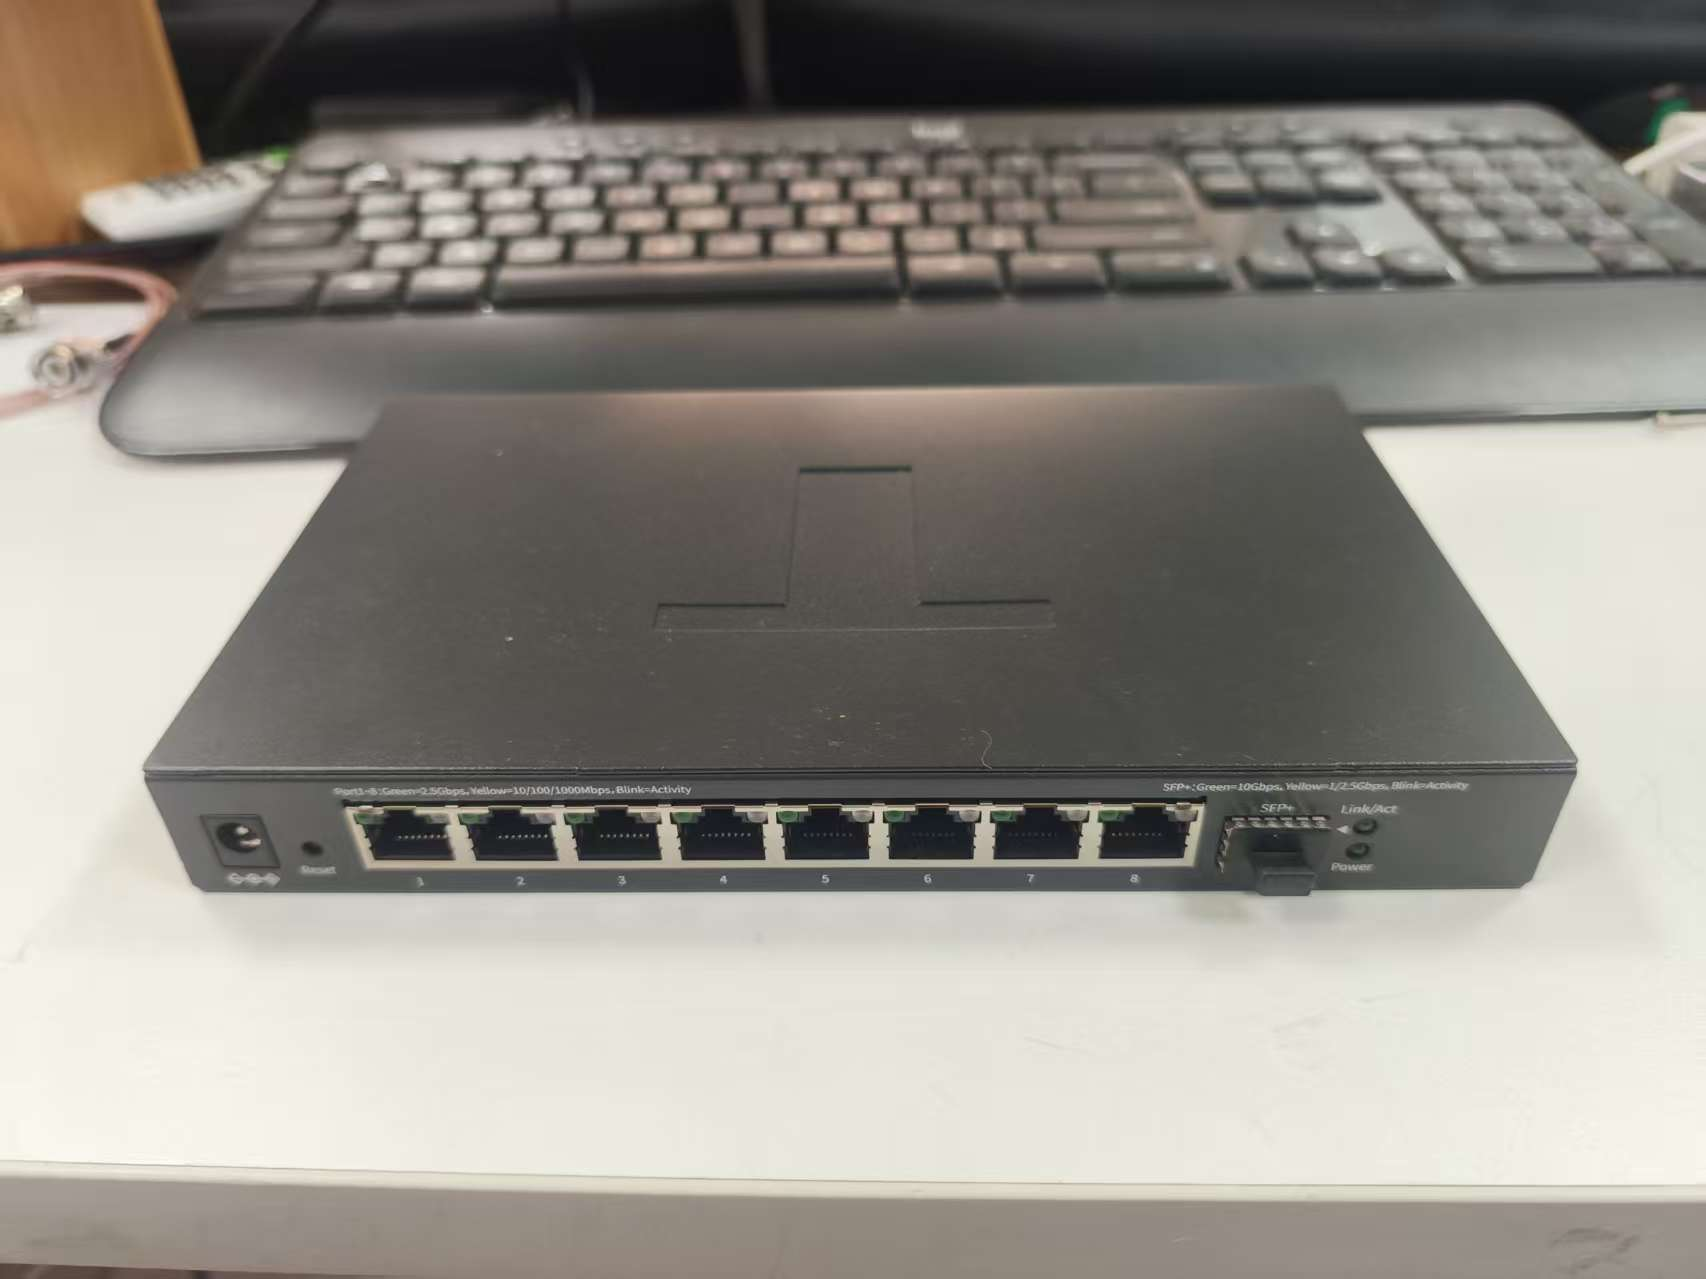 Port1-8:Green=2.5Gbps, Yellow=10/100/1000Mbps, Blink=Activity
SFP+:Green=10Gbps, Yellow=1/2.5Gbps, Blink=Activity
SFP+
Link/Act
Power
Reset
1 2 3 4 5 6 7 8